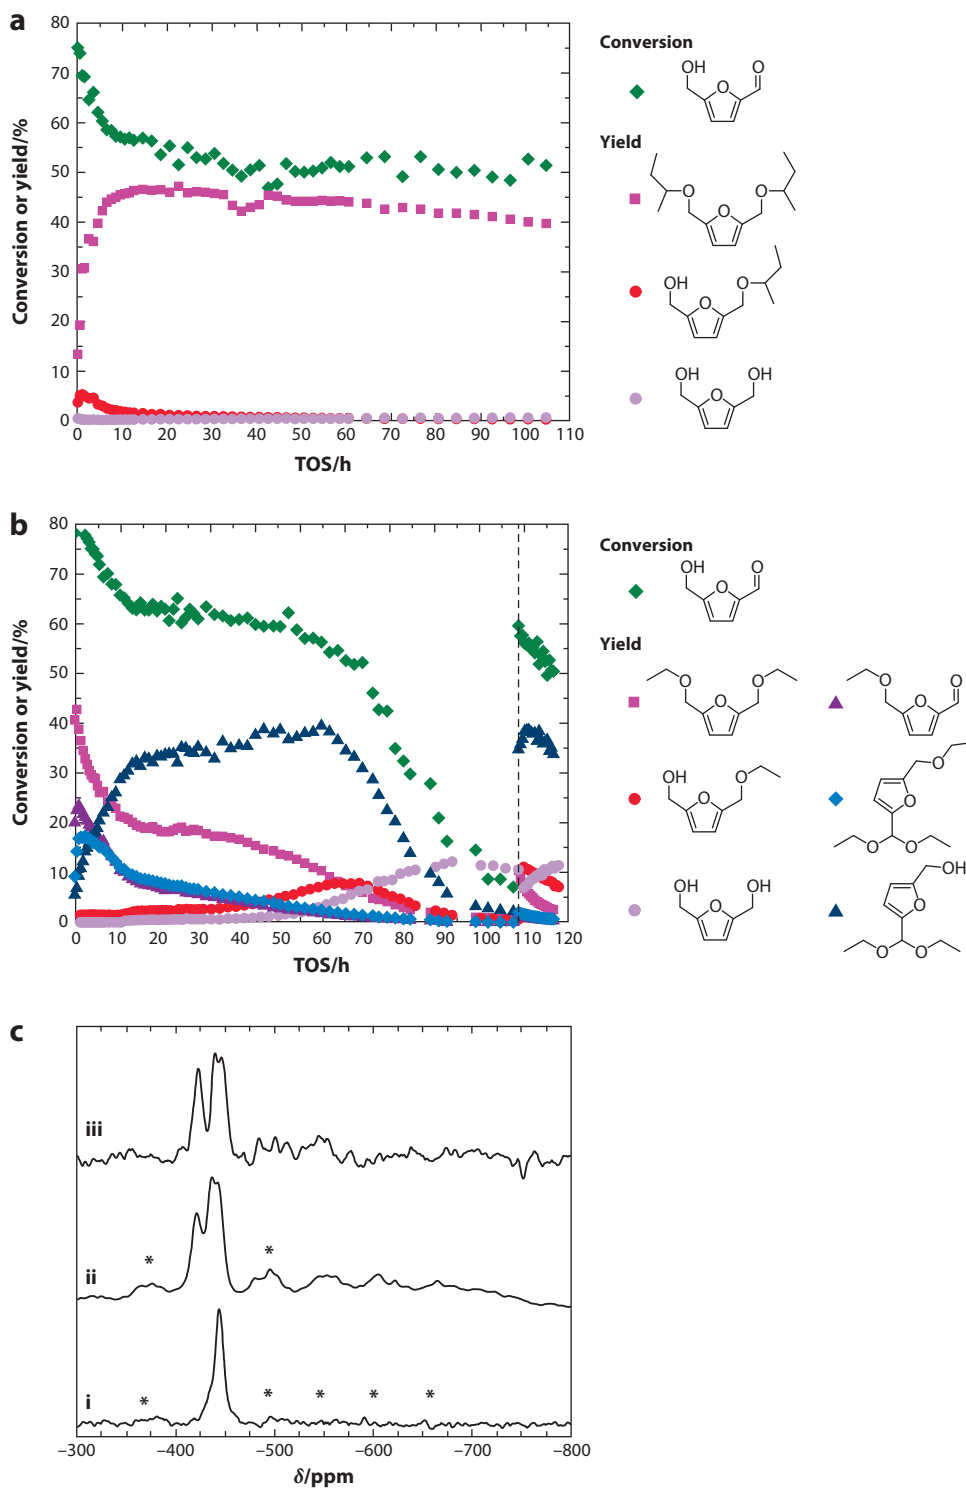 a
80
70
60
50
40
30
20
10
0
0 10 20 30 40 50 60 70 80 90 100 110
Conversion or yield/%
TOS/h
Conversion
OH O O
Yield
O O O
OH O O
OH O OH
b
80
70
60
50
40
30
20
10
0
0 10 20 30 40 50 60 70 80 90 100 110 120
Conversion or yield/%
TOS/h
Conversion
OH O O
Yield
O O O
O O O
OH O O
O O O O
OH O OH
OH O O O
c
iii
ii
* *
i
* * * * *
−300 −400 −500 −600 −700 −800
δ/ppm